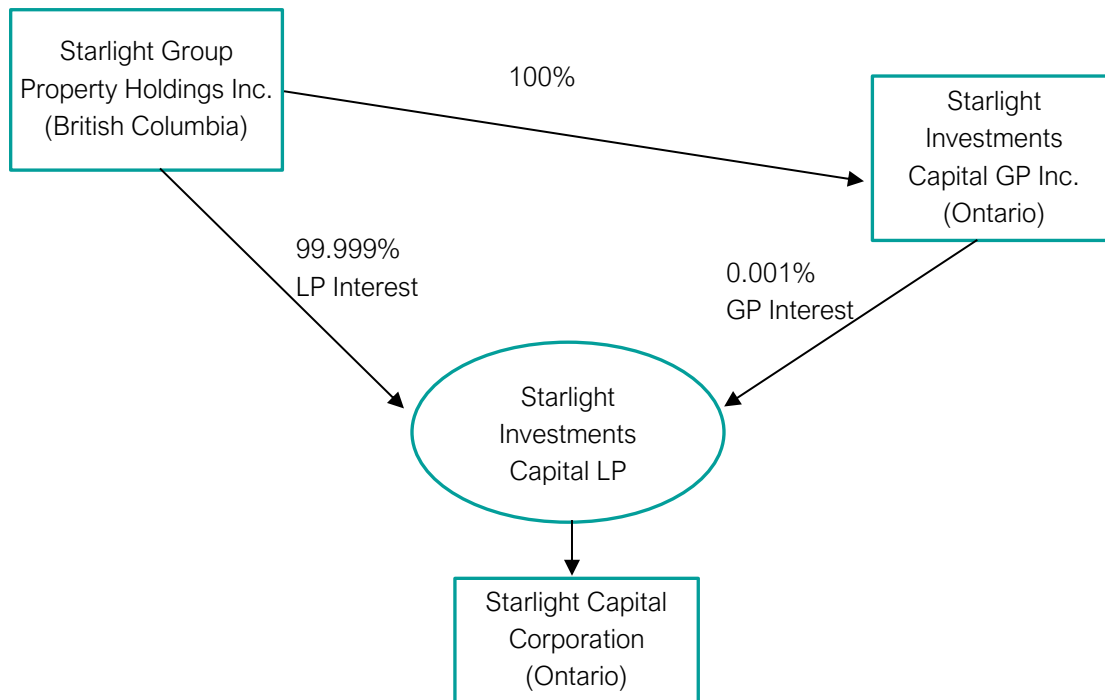 Starlight Group
Property Holdings Inc.
(British Columbia)
100%
Starlight
Investments
Capital GP Inc.
(Ontario)
99.999%
LP Interest
0.001%
GP Interest
Starlight
Investments
Capital LP
Starlight Capital
Corporation
(Ontario)